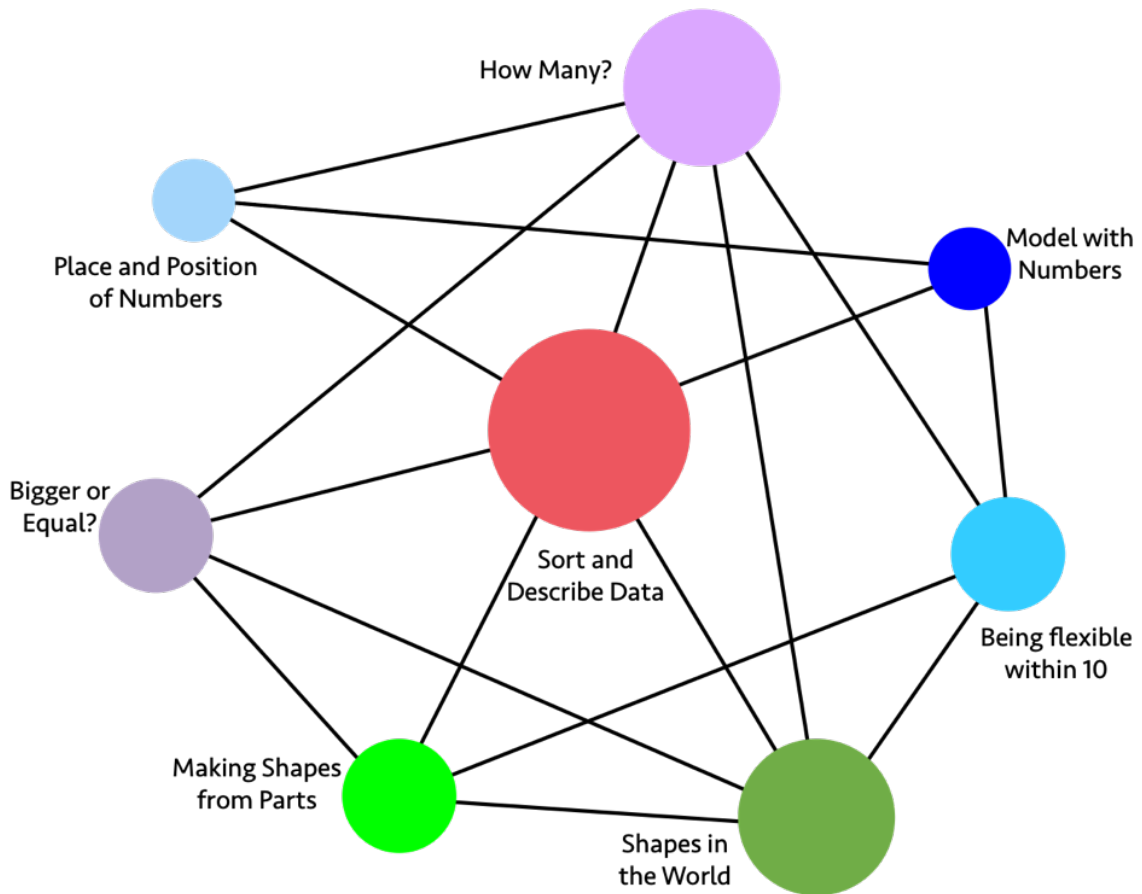 How Many?
Model with
Numbers
Place and Position
of Numbers
Bigger or
Equal?
Sort and
Describe Data
Being flexible
within 10
Making Shapes
from Parts
Shapes in
the World